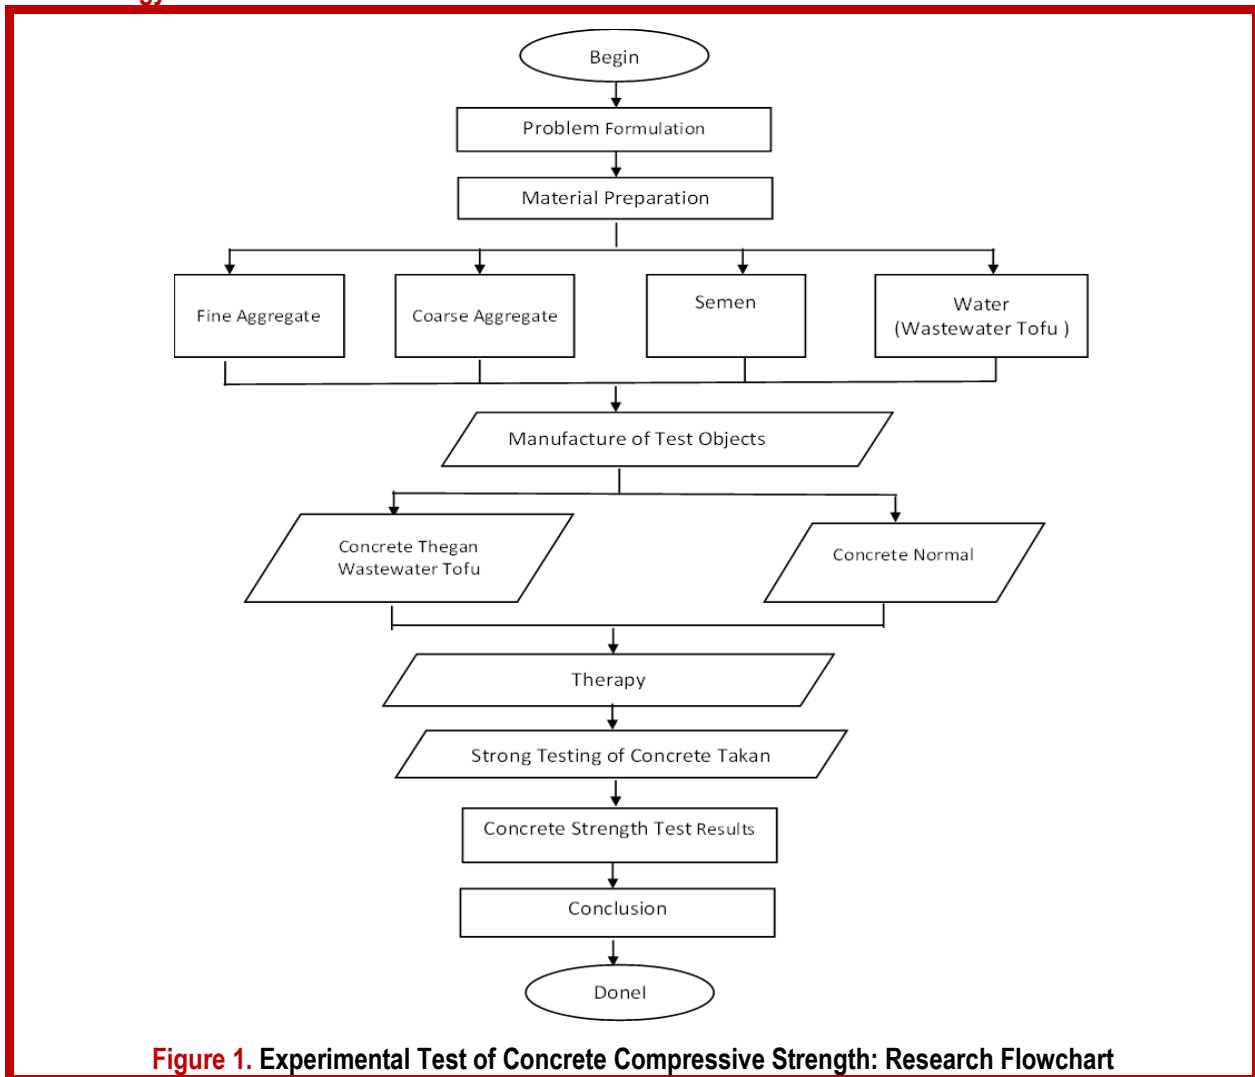 gy
Begin
Problem Formulation
Material Preparation
Fine Aggregate
Coarse Aggregate
Semen
Water
(Wastewater Tofu )
Manufacture of Test Objects
Concrete Thegan
Wastewater Tofu
Concrete Normal
Therapy
Strong Testing of Concrete Takan
Concrete Strength Test Results
Conclusion
Donel
Figure 1. Experimental Test of Concrete Compressive Strength: Research Flowchart